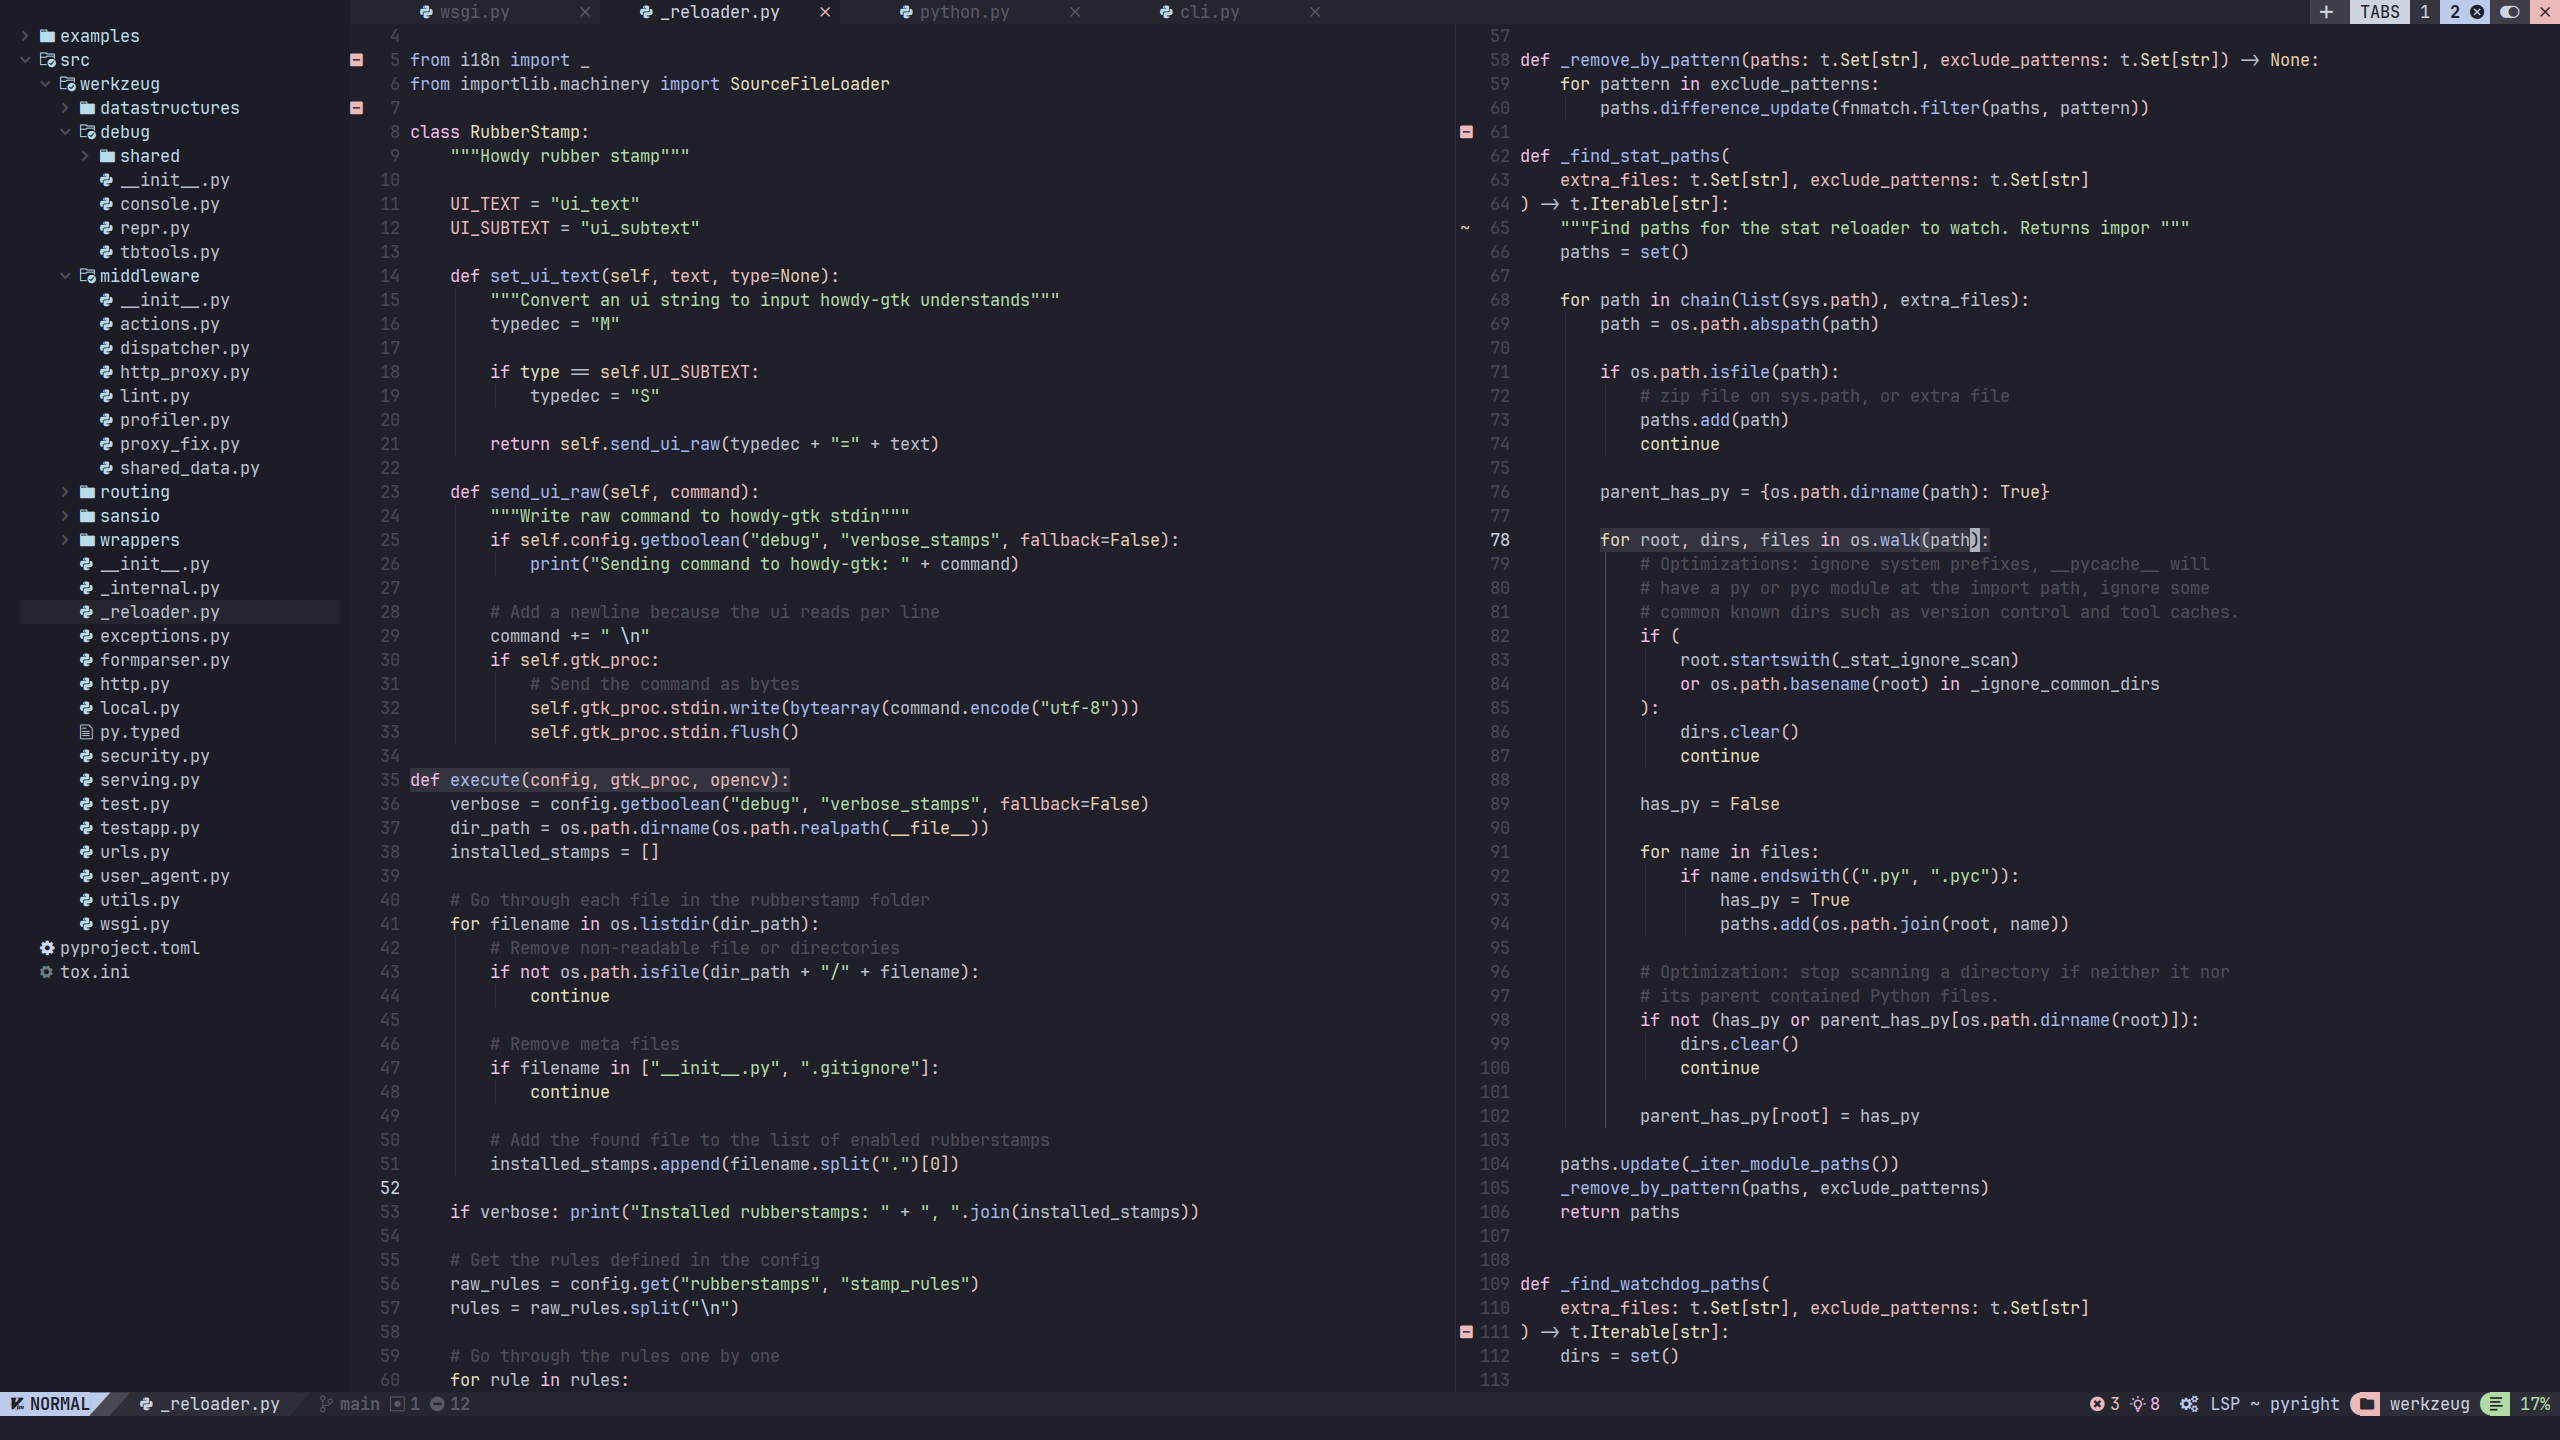 wsgi.py
_reloader.py
python.py
cli.py
TABS 1 2
examples
src
werkzeug
datastructures
debug
shared
__init__.py
console.py
repr.py
tbtools.py
middleware
__init__.py
actions.py
dispatcher.py
http_proxy.py
lint.py
profiler.py
proxy_fix.py
shared_data.py
routing
sansio
wrappers
__init__.py
_internal.py
_reloader.py
exceptions.py
formparser.py
http.py
local.py
py.typed
security.py
serving.py
test.py
testapp.py
urls.py
user_agent.py
utils.py
wsgi.py
pyproject.toml
tox.ini
4
5 from i18n import _
6 from importlib.machinery import SourceFileLoader
7
8 class RubberStamp:
9     """Howdy rubber stamp"""
10
11     UI_TEXT = "ui_text"
12     UI_SUBTEXT = "ui_subtext"
13
14     def set_ui_text(self, text, type=None):
15         """Convert an ui string to input howdy-gtk understands"""
16         typedec = "M"
17
18         if type == self.UI_SUBTEXT:
19             typedec = "S"
20
21         return self.send_ui_raw(typedec + "=" + text)
22
23     def send_ui_raw(self, command):
24         """Write raw command to howdy-gtk stdin"""
25         if self.config.getboolean("debug", "verbose_stamps", fallback=False):
26             print("Sending command to howdy-gtk: " + command)
27
28         # Add a newline because the ui reads per line
29         command += " \n"
30         if self.gtk_proc:
31             # Send the command as bytes
32             self.gtk_proc.stdin.write(bytearray(command.encode("utf-8")))
33             self.gtk_proc.stdin.flush()
34
35 def execute(config, gtk_proc, opencv):
36     verbose = config.getboolean("debug", "verbose_stamps", fallback=False)
37     dir_path = os.path.dirname(os.path.realpath(__file__))
38     installed_stamps = []
39
40     # Go through each file in the rubberstamp folder
41     for filename in os.listdir(dir_path):
42         # Remove non-readable file or directories
43         if not os.path.isfile(dir_path + "/" + filename):
44             continue
45
46         # Remove meta files
47         if filename in ["__init__.py", ".gitignore"]:
48             continue
49
50         # Add the found file to the list of enabled rubberstamps
51         installed_stamps.append(filename.split(".")[0])
52
53     if verbose: print("Installed rubberstamps: " + ", ".join(installed_stamps))
54
55     # Get the rules defined in the config
56     raw_rules = config.get("rubberstamps", "stamp_rules")
57     rules = raw_rules.split("\n")
58
59     # Go through the rules one by one
60     for rule in rules:
57
58 def _remove_by_pattern(paths: t.Set[str], exclude_patterns: t.Set[str]) -> None:
59     for pattern in exclude_patterns:
60         paths.difference_update(fnmatch.filter(paths, pattern))
61
62 def _find_stat_paths(
63     extra_files: t.Set[str], exclude_patterns: t.Set[str]
64 ) -> t.Iterable[str]:
~ 65     """Find paths for the stat reloader to watch. Returns impor """
66     paths = set()
67
68     for path in chain(list(sys.path), extra_files):
69         path = os.path.abspath(path)
70
71         if os.path.isfile(path):
72             # zip file on sys.path, or extra file
73             paths.add(path)
74             continue
75
76         parent_has_py = {os.path.dirname(path): True}
77
78         for root, dirs, files in os.walk(path):
79             # Optimizations: ignore system prefixes, __pycache__ will
80             # have a py or pyc module at the import path, ignore some
81             # common known dirs such as version control and tool caches.
82             if (
83                 root.startswith(_stat_ignore_scan)
84                 or os.path.basename(root) in _ignore_common_dirs
85             ):
86                 dirs.clear()
87                 continue
88
89             has_py = False
90
91             for name in files:
92                 if name.endswith((".py", ".pyc")):
93                     has_py = True
94                     paths.add(os.path.join(root, name))
95
96             # Optimization: stop scanning a directory if neither it nor
97             # its parent contained Python files.
98             if not (has_py or parent_has_py[os.path.dirname(root)]):
99                 dirs.clear()
100                 continue
101
102             parent_has_py[root] = has_py
103
104     paths.update(_iter_module_paths())
105     _remove_by_pattern(paths, exclude_patterns)
106     return paths
107
108
109 def _find_watchdog_paths(
110     extra_files: t.Set[str], exclude_patterns: t.Set[str]
111 ) -> t.Iterable[str]:
112     dirs = set()
113
NORMAL _reloader.py main 1 12
3 8 LSP ~ pyright werkzeug 17%